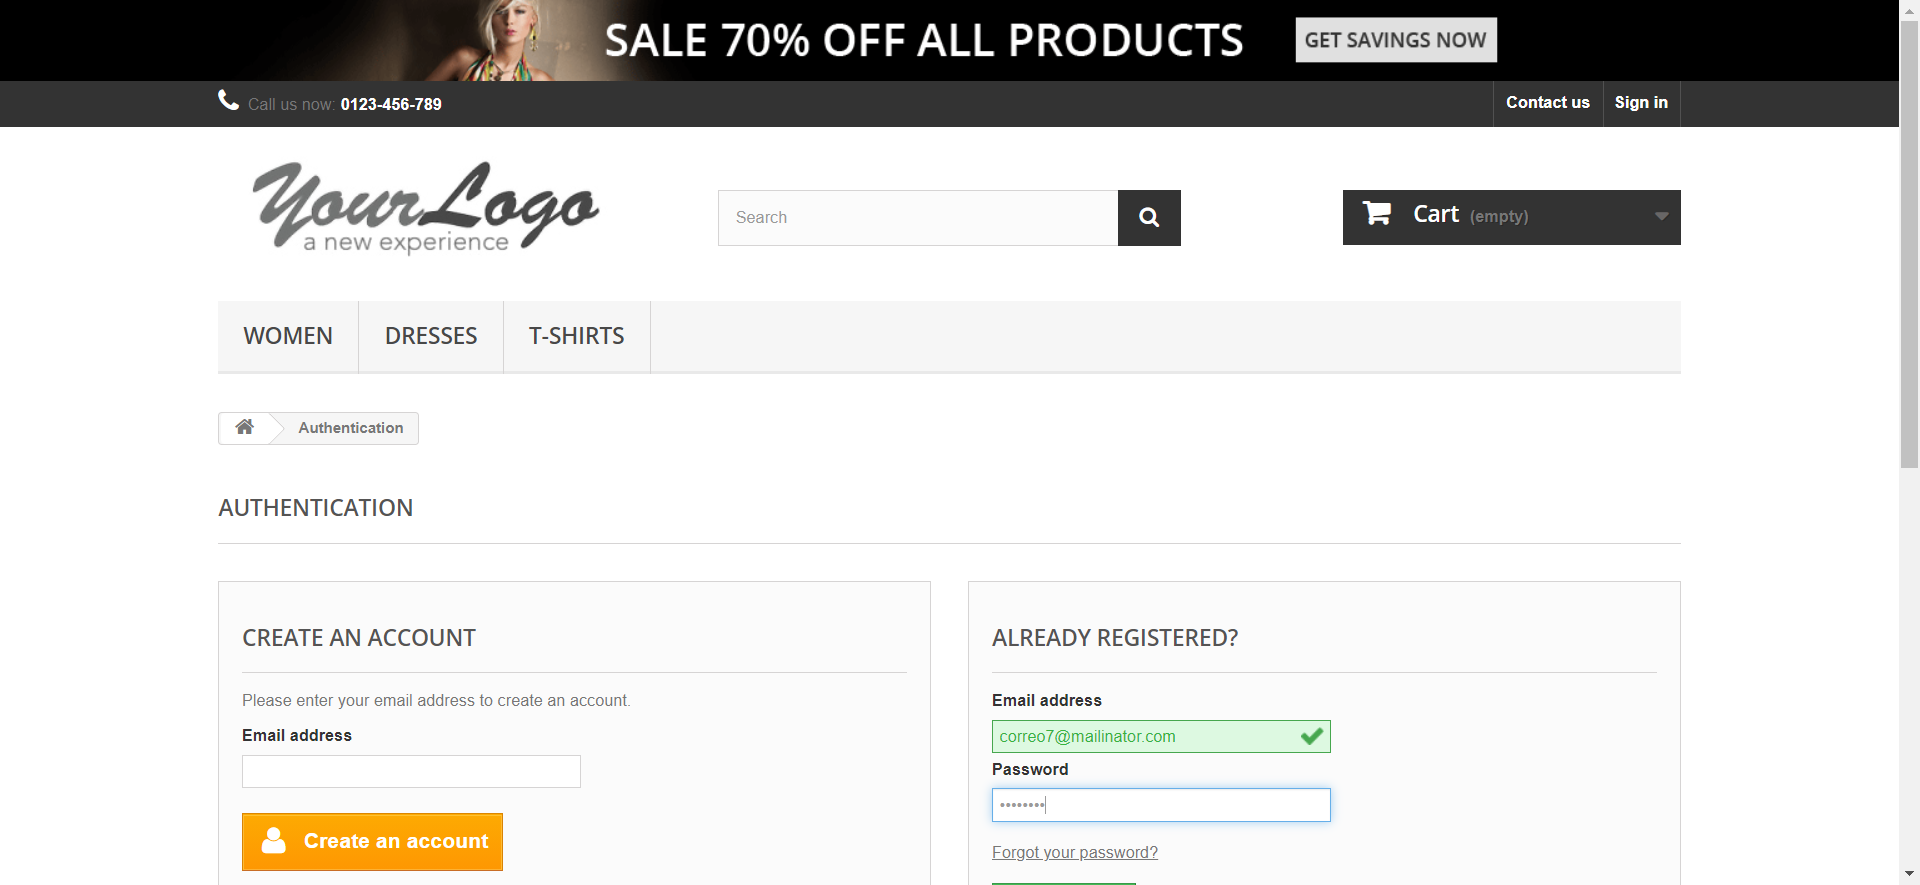 SALE 70% OFF ALL PRODUCTS
GET SAVINGS NOW
Call us now: 0123-456-789
Contact us
Sign in
YourLogo
a new experience
Search
Cart (empty)
WOMEN
DRESSES
T-SHIRTS
Authentication
AUTHENTICATION
CREATE AN ACCOUNT
Please enter your email address to create an account.
Email address
Create an account
ALREADY REGISTERED?
Email address
correo7@mailinator.com
Password
••••••••
Forgot your password?